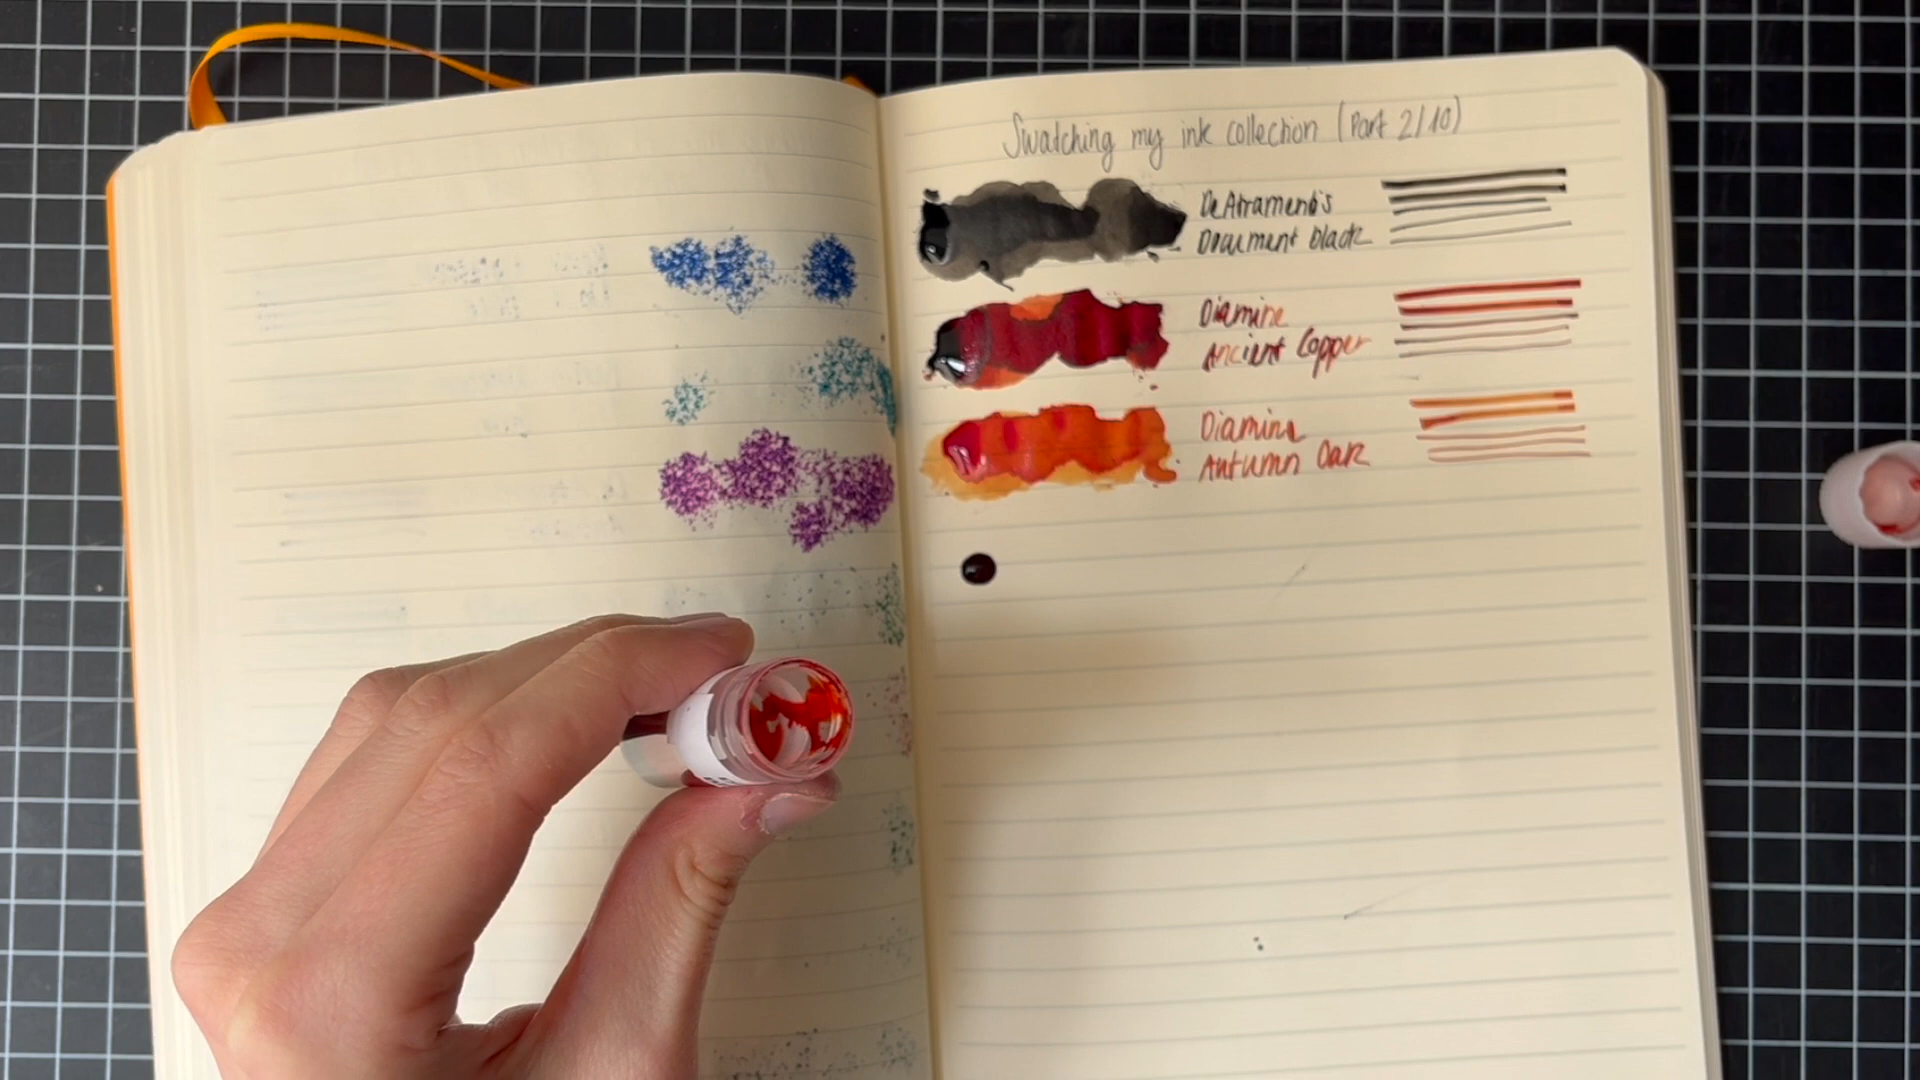 Swatching my ink collection (Part 2/10)
DeAtramentis
Document black
Diamine
Ancient Copper
Diamine
Autumn Oak